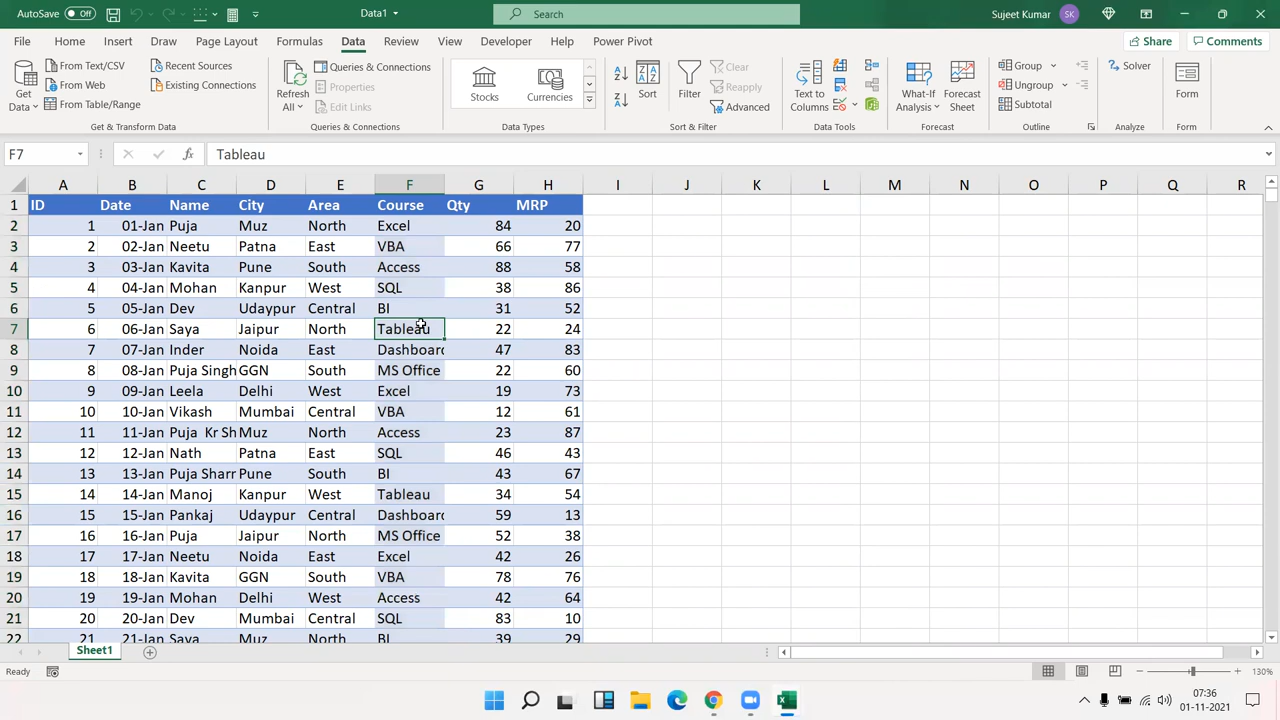 AutoSave Off Data1 Search Sujeet Kumar SK
File Home Insert Draw Page Layout Formulas Data Review View Developer Help Power Pivot Share Comments
Get Data From Text/CSV From Web From Table/Range Recent Sources Existing Connections
Refresh All Queries & Connections Properties Edit Links
Stocks Currencies
Sort Filter Clear Reapply Advanced
Text to Columns
What-If Analysis Forecast Sheet
Group Ungroup Subtotal
Solver
Form
Get & Transform Data Queries & Connections Data Types Sort & Filter Data Tools Forecast Outline Analyze Form
F7 fx Tableau
A B C D E F G H I J K L M N O P Q R
1 ID Date Name City Area Course Qty MRP
2 1 01-Jan Puja Muz North Excel 84 20
3 2 02-Jan Neetu Patna East VBA 66 77
4 3 03-Jan Kavita Pune South Access 88 58
5 4 04-Jan Mohan Kanpur West SQL 38 86
6 5 05-Jan Dev Udaypur Central BI 31 52
7 6 06-Jan Saya Jaipur North Tableau 22 24
8 7 07-Jan Inder Noida East Dashboard 47 83
9 8 08-Jan Puja Singh GGN South MS Office 22 60
10 9 09-Jan Leela Delhi West Excel 19 73
11 10 10-Jan Vikash Mumbai Central VBA 12 61
12 11 11-Jan Puja Kr Sh Muz North Access 23 87
13 12 12-Jan Nath Patna East SQL 46 43
14 13 13-Jan Puja Sharr Pune South BI 43 67
15 14 14-Jan Manoj Kanpur West Tableau 34 54
16 15 15-Jan Pankaj Udaypur Central Dashboard 59 13
17 16 16-Jan Puja Jaipur North MS Office 52 38
18 17 17-Jan Neetu Noida East Excel 42 26
19 18 18-Jan Kavita GGN South VBA 78 76
20 19 19-Jan Mohan Delhi West Access 42 64
21 20 20-Jan Dev Mumbai Central SQL 83 10
22 21 21-Jan Saya Muz North BI 39 29
Sheet1
Ready 130%
07:36
01-11-2021